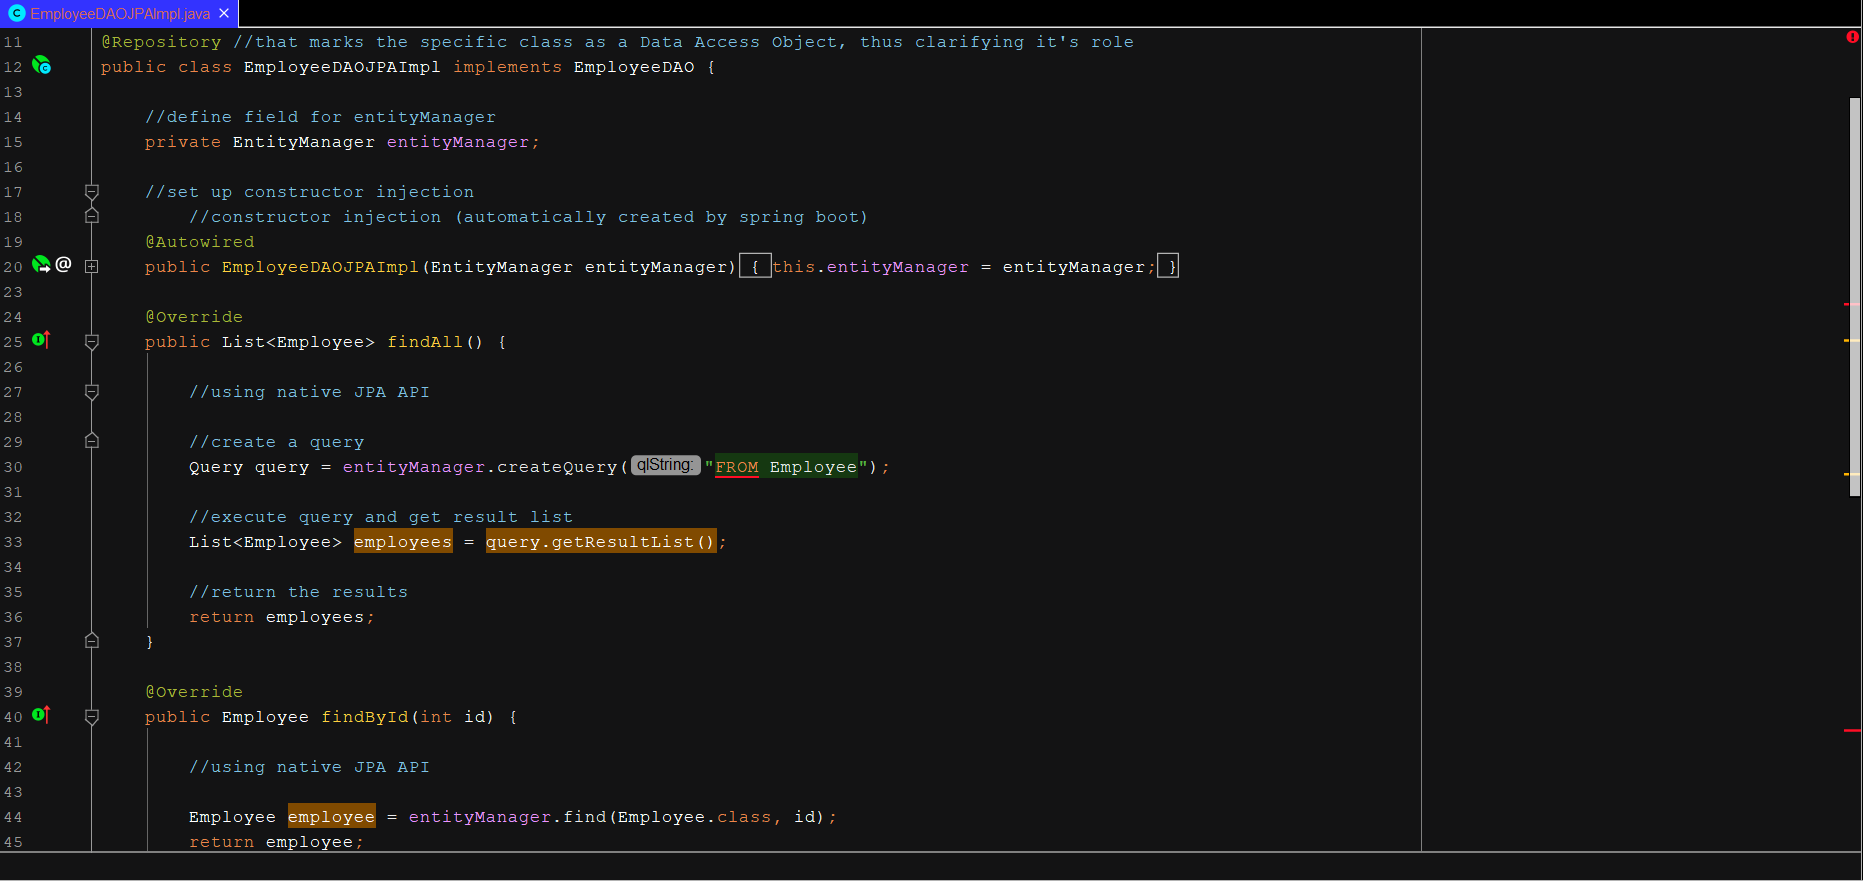 EmployeeDAOJPAImpl.java ×
11 @Repository //that marks the specific class as a Data Access Object, thus clarifying it's role
12 public class EmployeeDAOJPAImpl implements EmployeeDAO {
13
14 //define field for entityManager
15 private EntityManager entityManager;
16
17 //set up constructor injection
18 //constructor injection (automatically created by spring boot)
19 @Autowired
20 @ public EmployeeDAOJPAImpl(EntityManager entityManager) { this.entityManager = entityManager; }
23
24 @Override
25 public List<Employee> findAll() {
26
27 //using native JPA API
28
29 //create a query
30 Query query = entityManager.createQuery( qlString: "FROM Employee");
31
32 //execute query and get result list
33 List<Employee> employees = query.getResultList();
34
35 //return the results
36 return employees;
37 }
38
39 @Override
40 public Employee findById(int id) {
41
42 //using native JPA API
43
44 Employee employee = entityManager.find(Employee.class, id);
45 return employee;